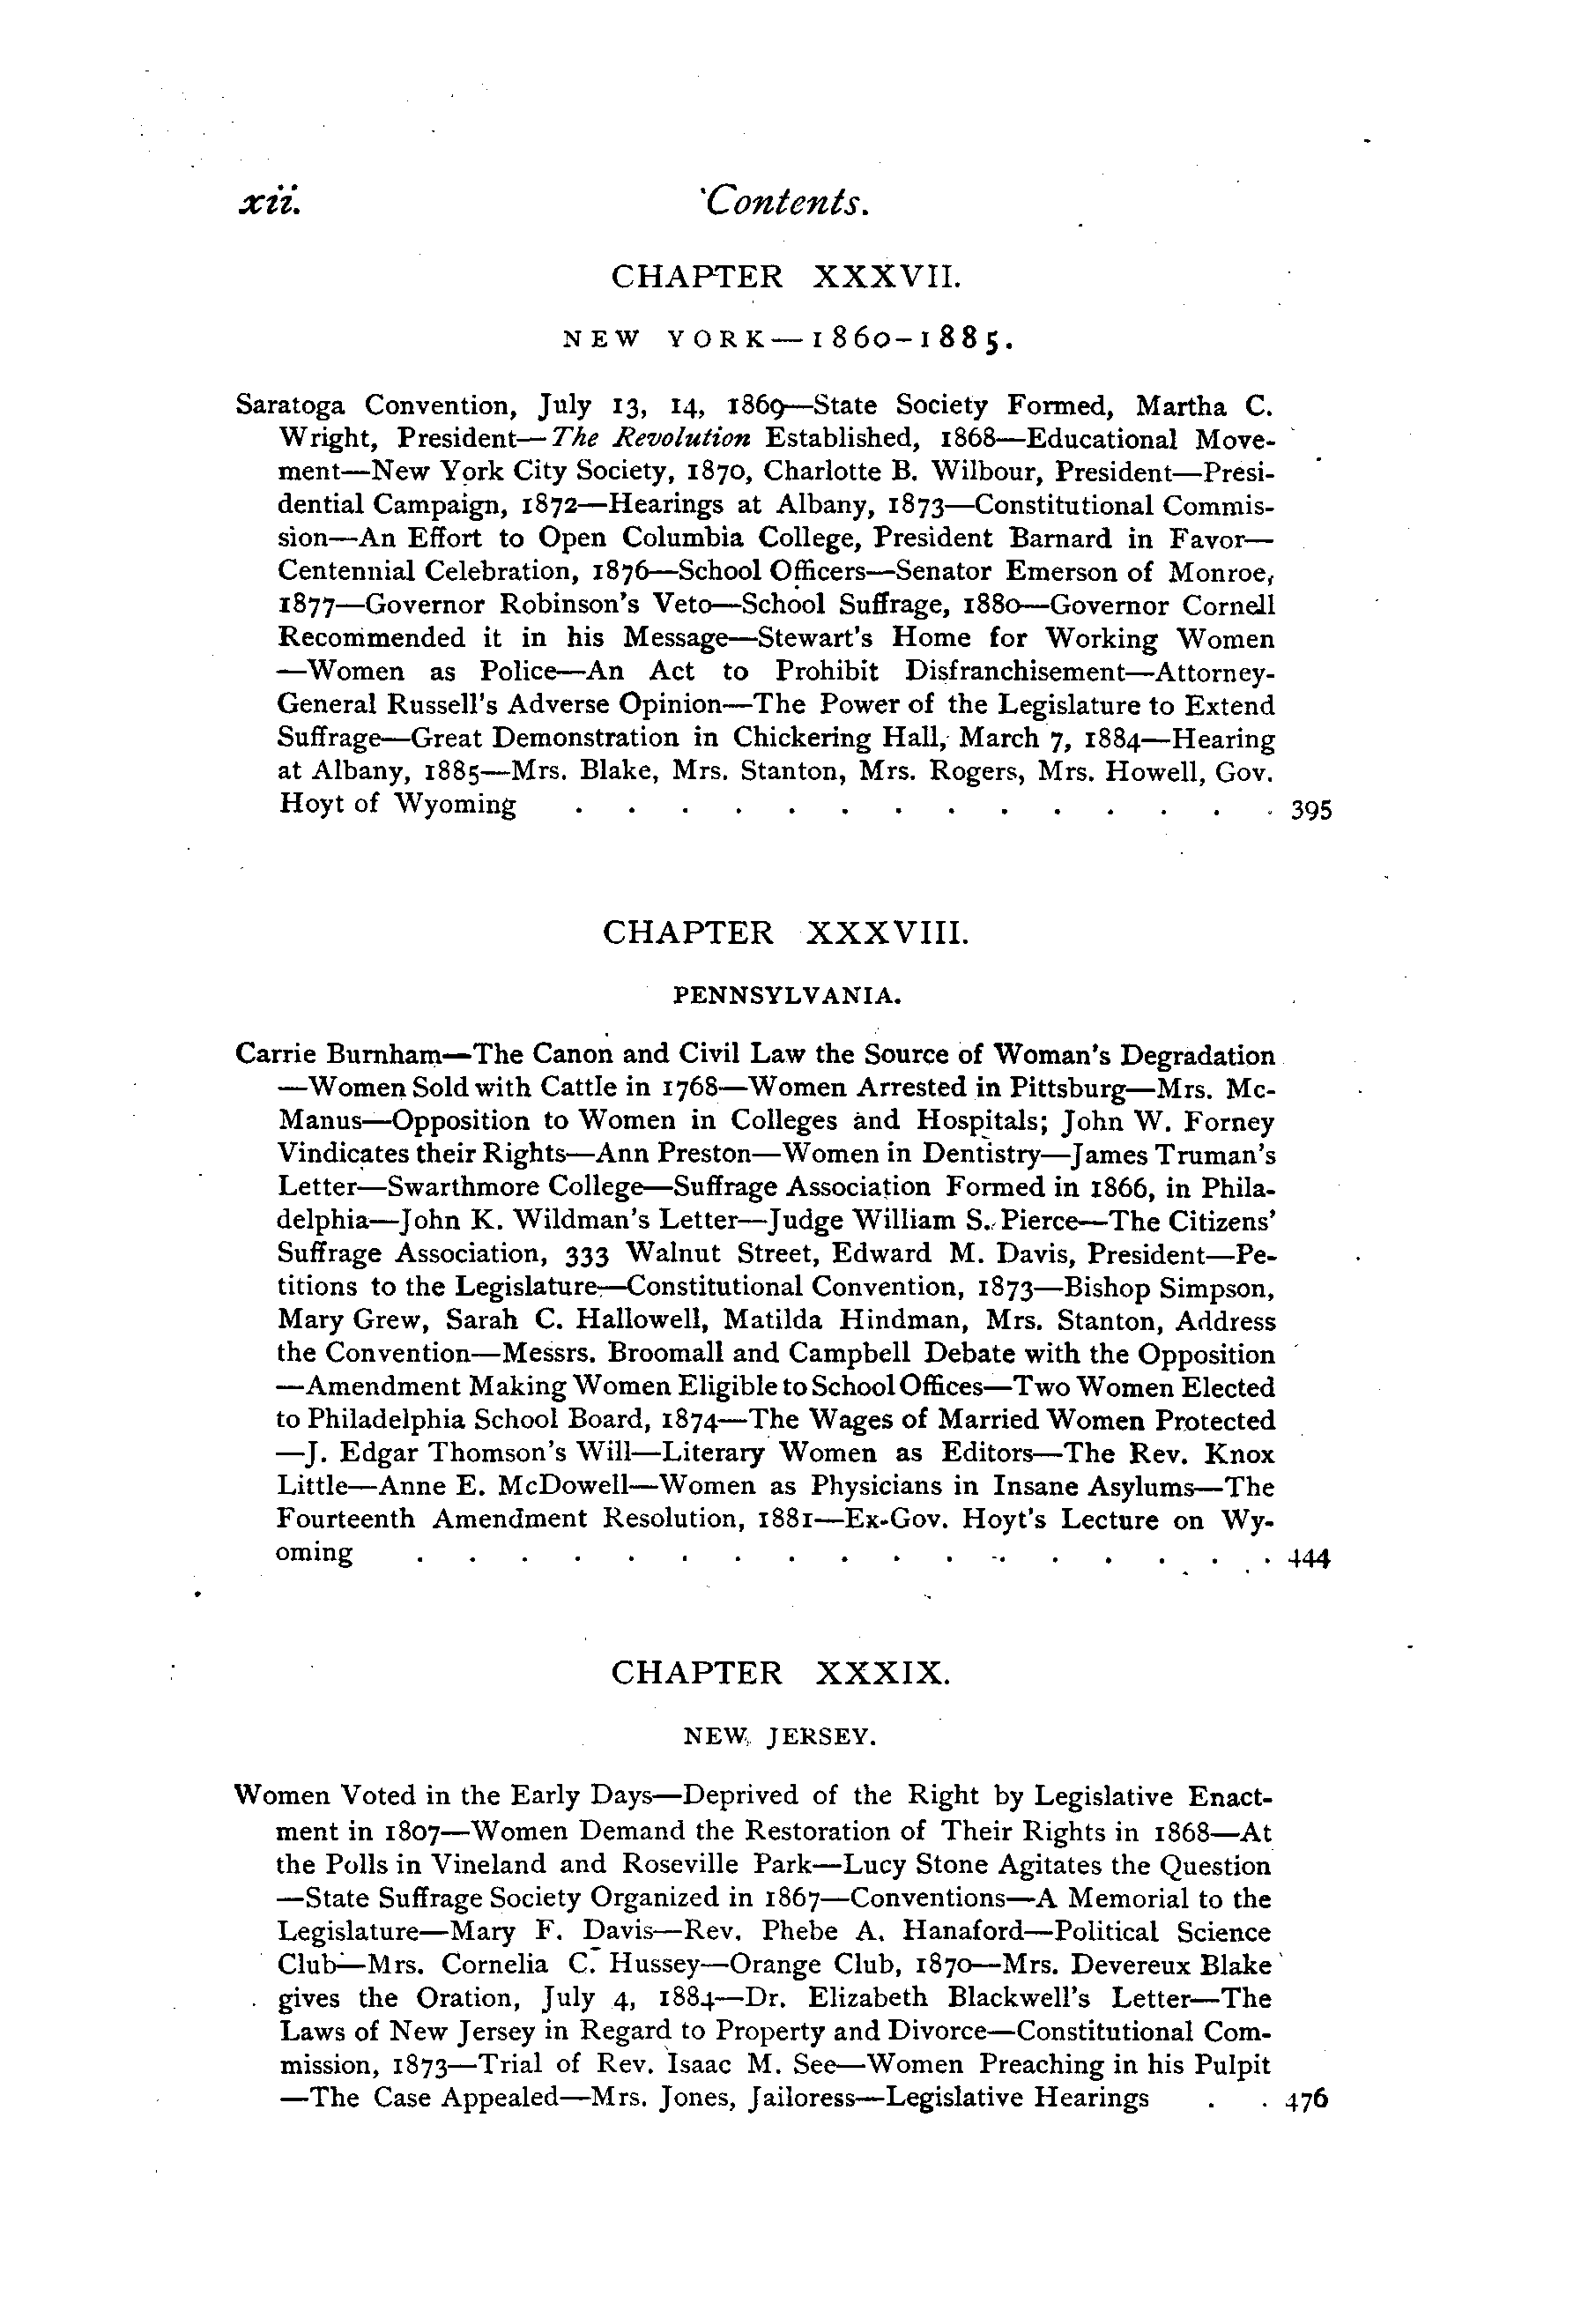 xii. Contents.
CHAPTER XXXVII.
NEW YORK—1860-1885.
Saratoga Convention, July 13, 14, 1869—State Society Formed, Martha C.
Wright, President—The Revolution Established, 1868—Educational Move-
ment—New York City Society, 1870, Charlotte B. Wilbour, President—Presi-
dential Campaign, 1872—Hearings at Albany, 1873—Constitutional Commis-
sion—An Effort to Open Columbia College, President Barnard in Favor—
Centennial Celebration, 1876—School Officers—Senator Emerson of Monroe,
1877—Governor Robinson's Veto—School Suffrage, 1880—Governor Cornell
Recommended it in his Message—Stewart's Home for Working Women
—Women as Police—An Act to Prohibit Disfranchisement—Attorney-
General Russell's Adverse Opinion—The Power of the Legislature to Extend
Suffrage—Great Demonstration in Chickering Hall, March 7, 1884—Hearing
at Albany, 1885—Mrs. Blake, Mrs. Stanton, Mrs. Rogers, Mrs. Howell, Gov.
Hoyt of Wyoming . . . . . . . . . . . . . . 395
CHAPTER XXXVIII.
PENNSYLVANIA.
Carrie Burnham—The Canon and Civil Law the Source of Woman's Degradation
—Women Sold with Cattle in 1768—Women Arrested in Pittsburg—Mrs. Mc-
Manus—Opposition to Women in Colleges and Hospitals; John W. Forney
Vindicates their Rights—Ann Preston—Women in Dentistry—James Truman's
Letter—Swarthmore College—Suffrage Association Formed in 1866, in Phila-
delphia—John K. Wildman's Letter—Judge William S. Pierce—The Citizens'
Suffrage Association, 333 Walnut Street, Edward M. Davis, President—Pe-
titions to the Legislature—Constitutional Convention, 1873—Bishop Simpson,
Mary Grew, Sarah C. Hallowell, Matilda Hindman, Mrs. Stanton, Address
the Convention—Messrs. Broomall and Campbell Debate with the Opposition
—Amendment Making Women Eligible to School Offices—Two Women Elected
to Philadelphia School Board, 1874—The Wages of Married Women Protected
—J. Edgar Thomson's Will—Literary Women as Editors—The Rev. Knox
Little—Anne E. McDowell—Women as Physicians in Insane Asylums—The
Fourteenth Amendment Resolution, 1881—Ex-Gov. Hoyt's Lecture on Wy-
oming . . . . . . . . . . . . . . . . . 444
CHAPTER XXXIX.
NEW JERSEY.
Women Voted in the Early Days—Deprived of the Right by Legislative Enact-
ment in 1807—Women Demand the Restoration of Their Rights in 1868—At
the Polls in Vineland and Roseville Park—Lucy Stone Agitates the Question
—State Suffrage Society Organized in 1867—Conventions—A Memorial to the
Legislature—Mary F. Davis—Rev. Phebe A. Hanaford—Political Science
Club—Mrs. Cornelia C. Hussey—Orange Club, 1870—Mrs. Devereux Blake
gives the Oration, July 4, 1884—Dr. Elizabeth Blackwell's Letter—The
Laws of New Jersey in Regard to Property and Divorce—Constitutional Com-
mission, 1873—Trial of Rev. Isaac M. See—Women Preaching in his Pulpit
—The Case Appealed—Mrs. Jones, Jailoress—Legislative Hearings . . 476